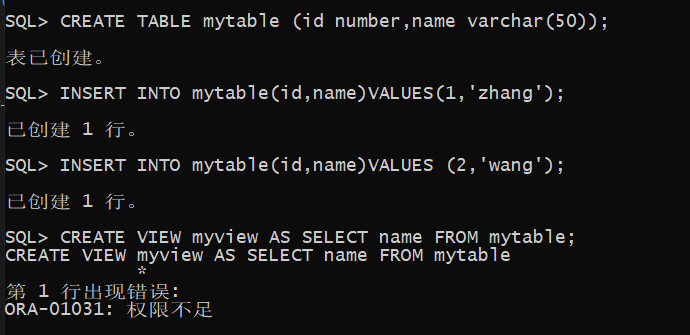 SQL> CREATE TABLE mytable (id number,name varchar(50));
表已创建。
SQL> INSERT INTO mytable(id,name)VALUES(1,'zhang');
已创建 1 行。
SQL> INSERT INTO mytable(id,name)VALUES (2,'wang');
已创建 1 行。
SQL> CREATE VIEW myview AS SELECT name FROM mytable;
CREATE VIEW myview AS SELECT name FROM mytable
*
第 1 行出现错误:
ORA-01031: 权限不足